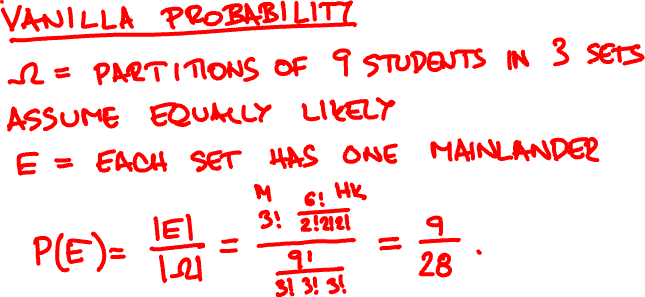 VANILLA PROBABILITY
Ω = PARTITIONS OF 9 STUDENTS IN 3 SETS
ASSUME EQUALLY LIKELY
E = EACH SET HAS ONE MAINLANDER
P(E) = |E| / |Ω| = (M 3! HK 6! / 2!2!2!) / (9! / 3! 3! 3!) = 9 / 28 .